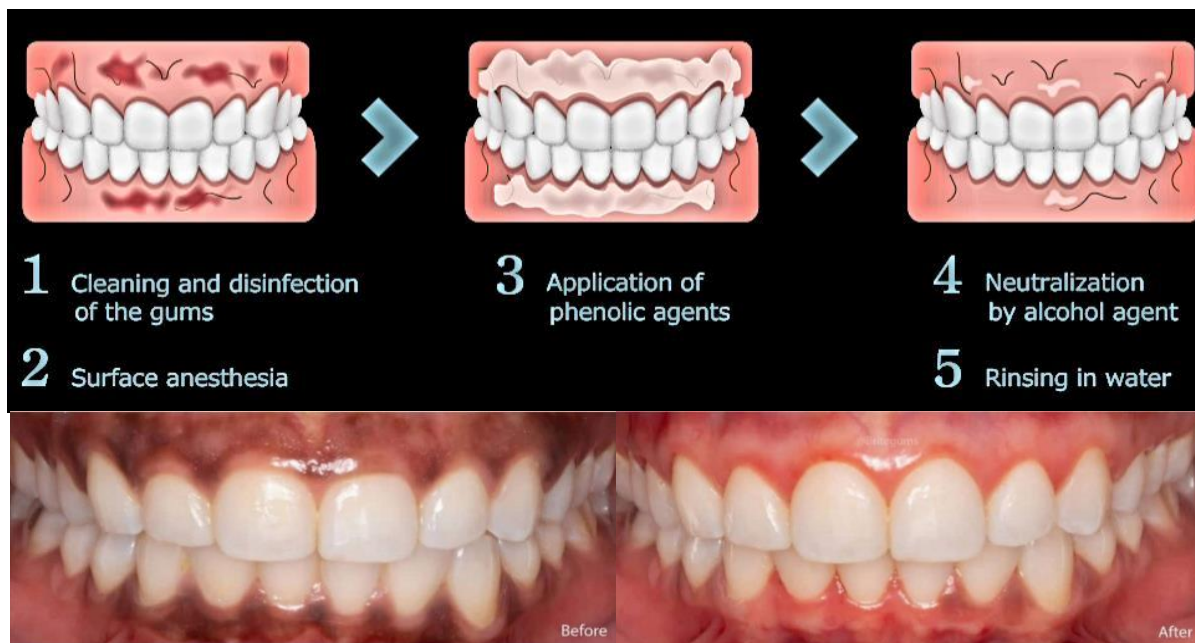 1 Cleaning and disinfection
of the gums
2 Surface anesthesia
3 Application of
phenolic agents
4 Neutralization
by alcohol agent
5 Rinsing in water
Before
After